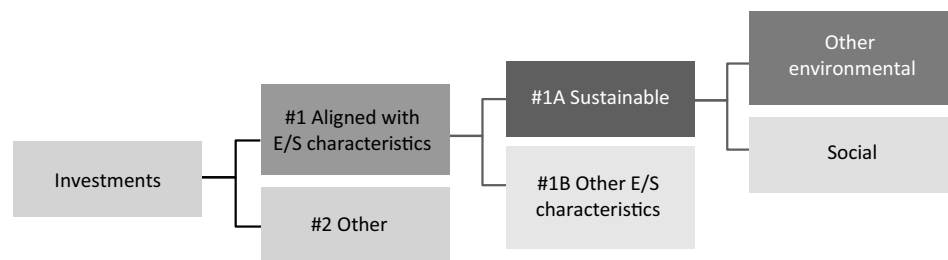 Investments
#1 Aligned with
E/S characteristics
#2 Other
#1A Sustainable
#1B Other E/S
characteristics
Other
environmental
Social